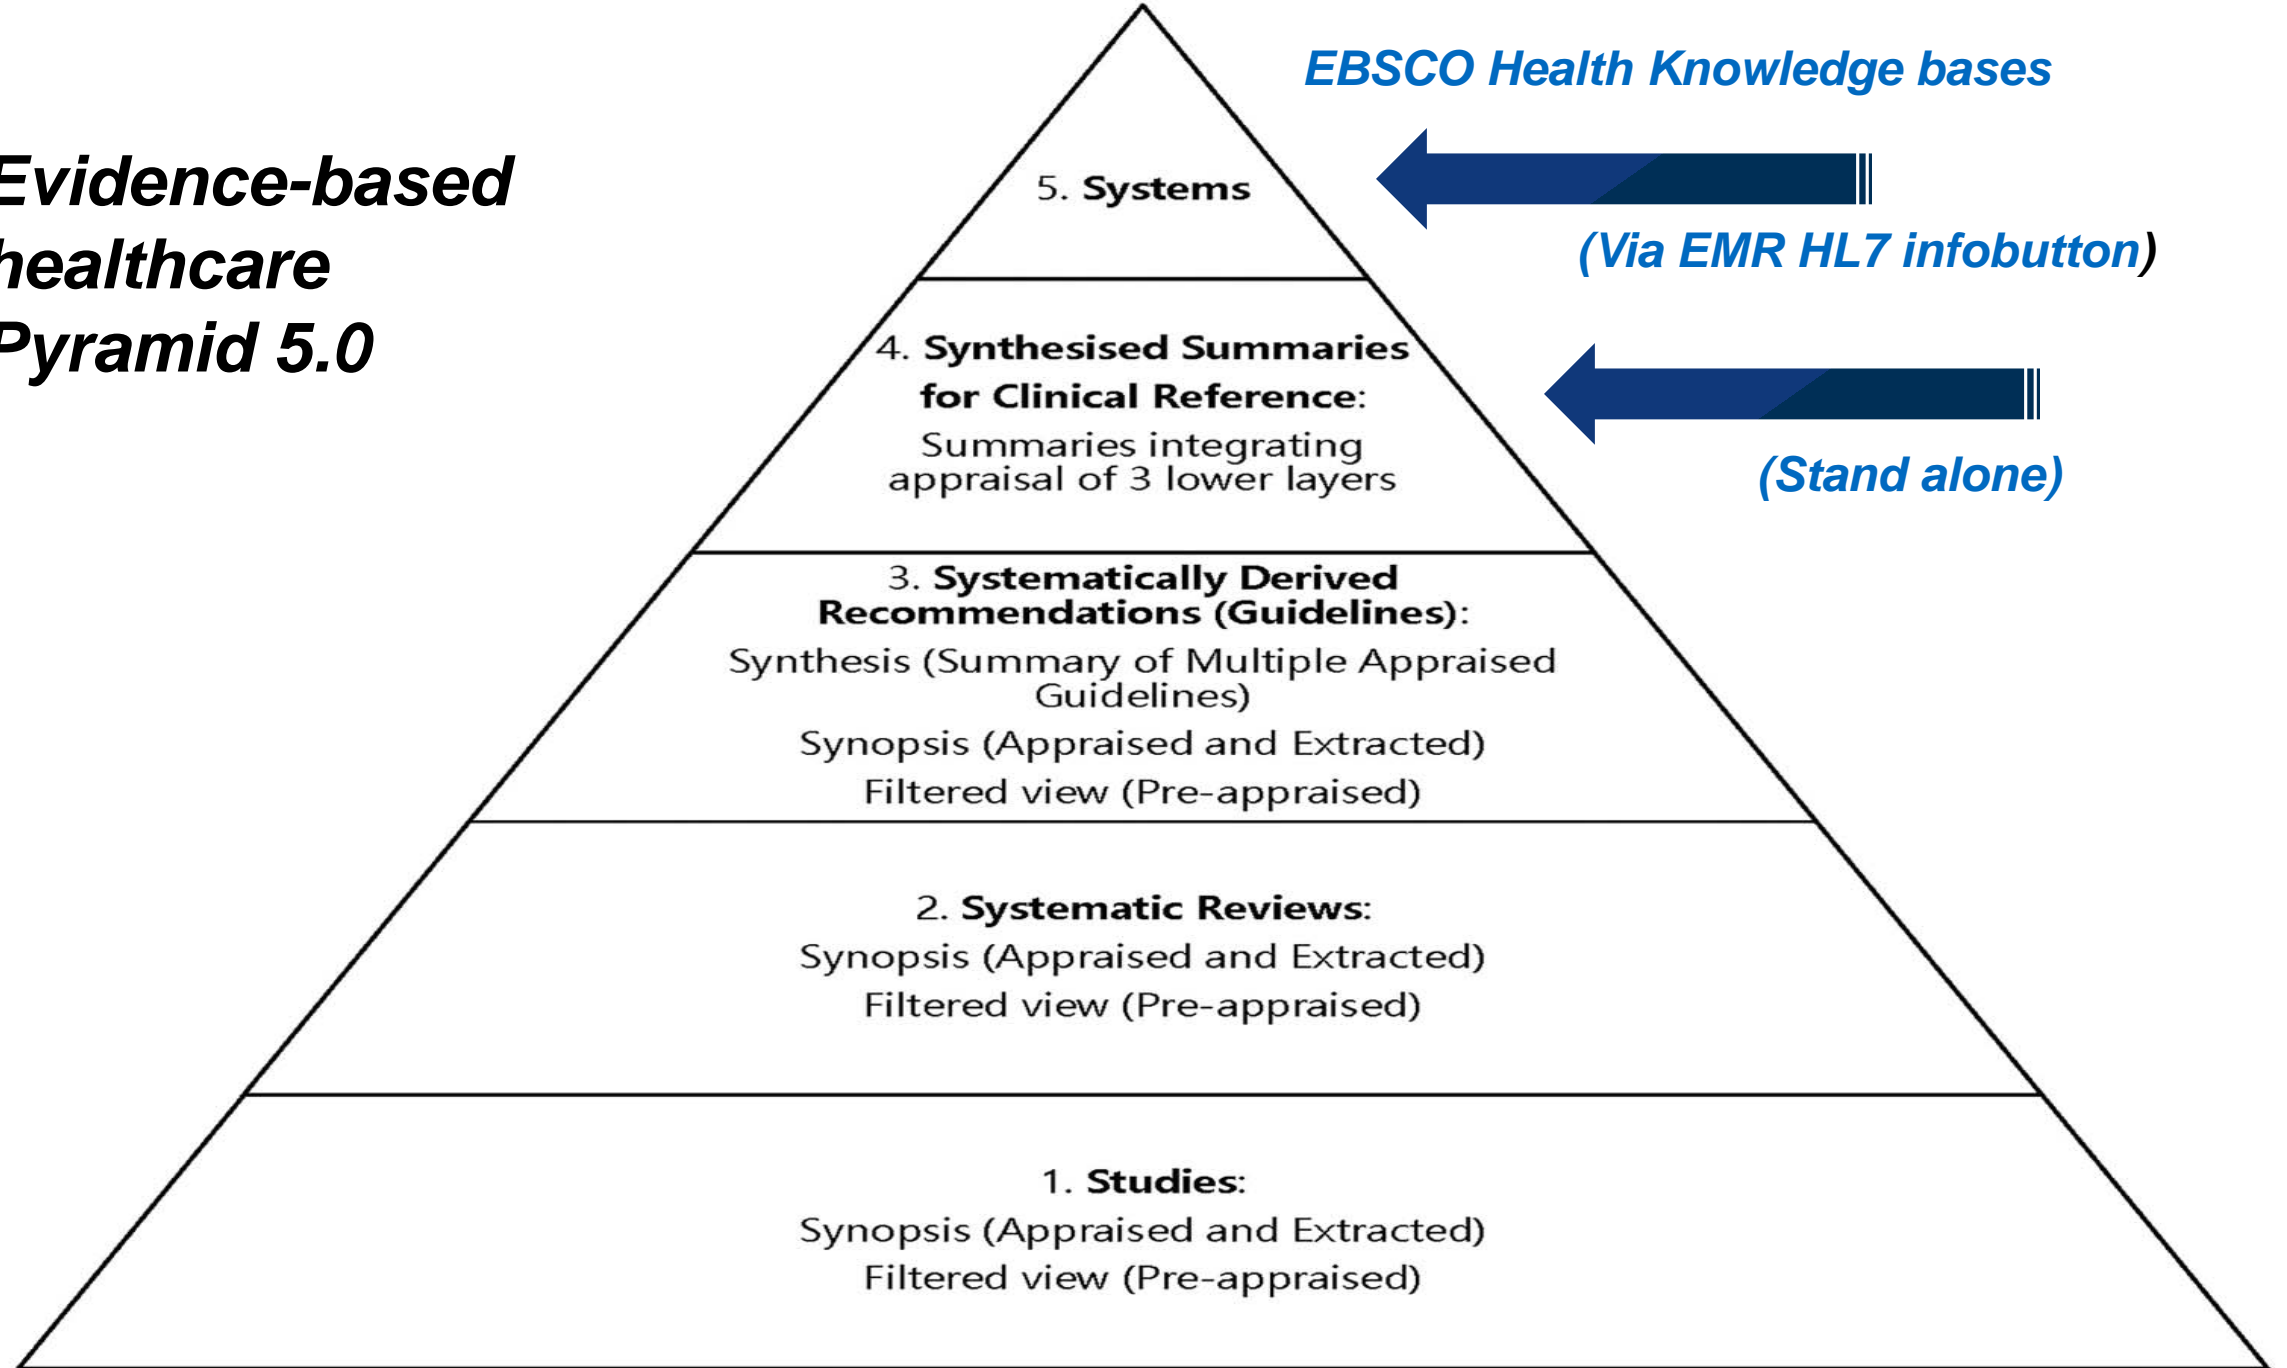 Evidence-based
healthcare
Pyramid 5.0
EBSCO Health Knowledge bases
(Via EMR HL7 infobutton)
(Stand alone)
5. Systems
4. Synthesised Summaries
for Clinical Reference:
Summaries integrating
appraisal of 3 lower layers
3. Systematically Derived
Recommendations (Guidelines):
Synthesis (Summary of Multiple Appraised
Guidelines)
Synopsis (Appraised and Extracted)
Filtered view (Pre-appraised)
2. Systematic Reviews:
Synopsis (Appraised and Extracted)
Filtered view (Pre-appraised)
1. Studies:
Synopsis (Appraised and Extracted)
Filtered view (Pre-appraised)